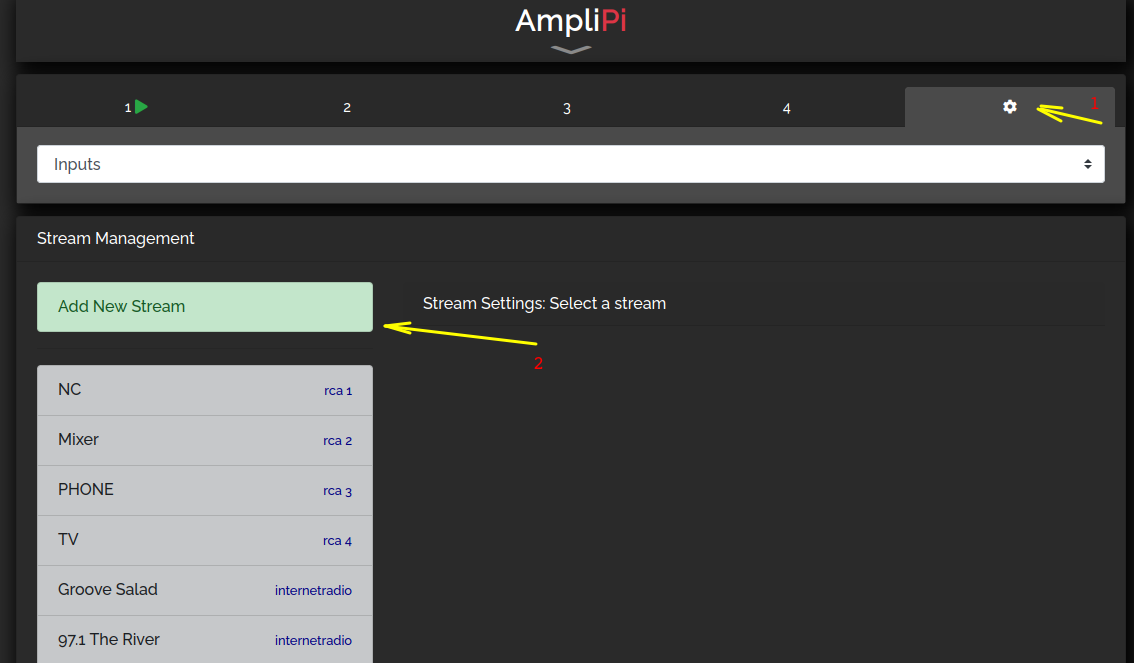 AmpliPi
1 2 3 4 1
Inputs
Stream Management
Add New Stream
Stream Settings: Select a stream
2
NC rca 1
Mixer rca 2
PHONE rca 3
TV rca 4
Groove Salad internetradio
97.1 The River internetradio